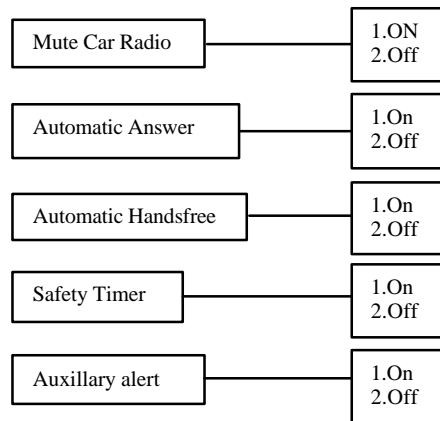 Mute Car Radio
1.ON
2.Off
Automatic Answer
1.On
2.Off
Automatic Handsfree
1.On
2.Off
Safety Timer
1.On
2.Off
Auxillary alert
1.On
2.Off